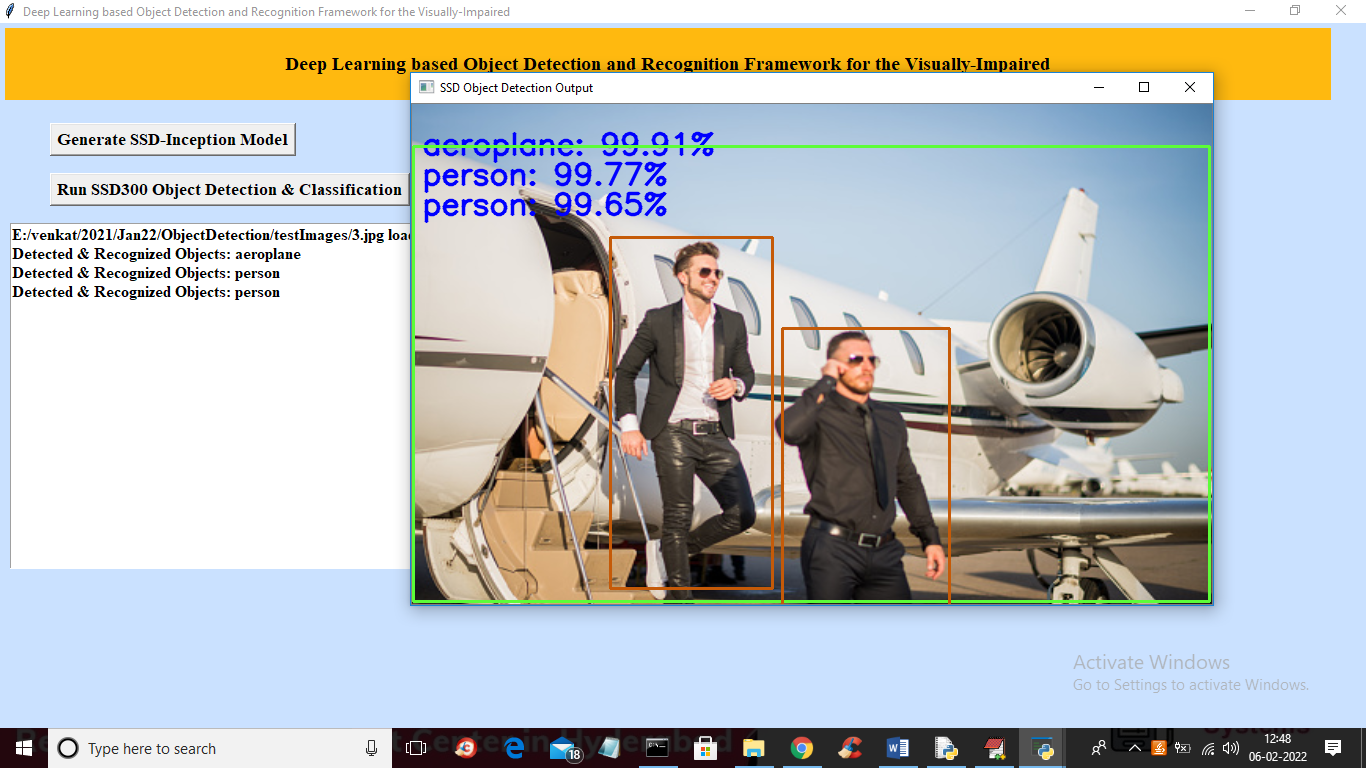 Deep Learning based Object Detection and Recognition Framework for the Visually-Impaired
Deep Learning based Object Detection and Recognition Framework for the Visually-Impaired
SSD Object Detection Output
Generate SSD-Inception Model
Run SSD300 Object Detection & Classification
aeroplane: 99.91%
person: 99.77%
person: 99.65%
E:/venkat/2021/Jan22/ObjectDetection/testImages/3.jpg
Detected & Recognized Objects: aeroplane
Detected & Recognized Objects: person
Detected & Recognized Objects: person
Activate Windows
Go to Settings to activate Windows.
Type here to search
18
12:48
06-02-2022